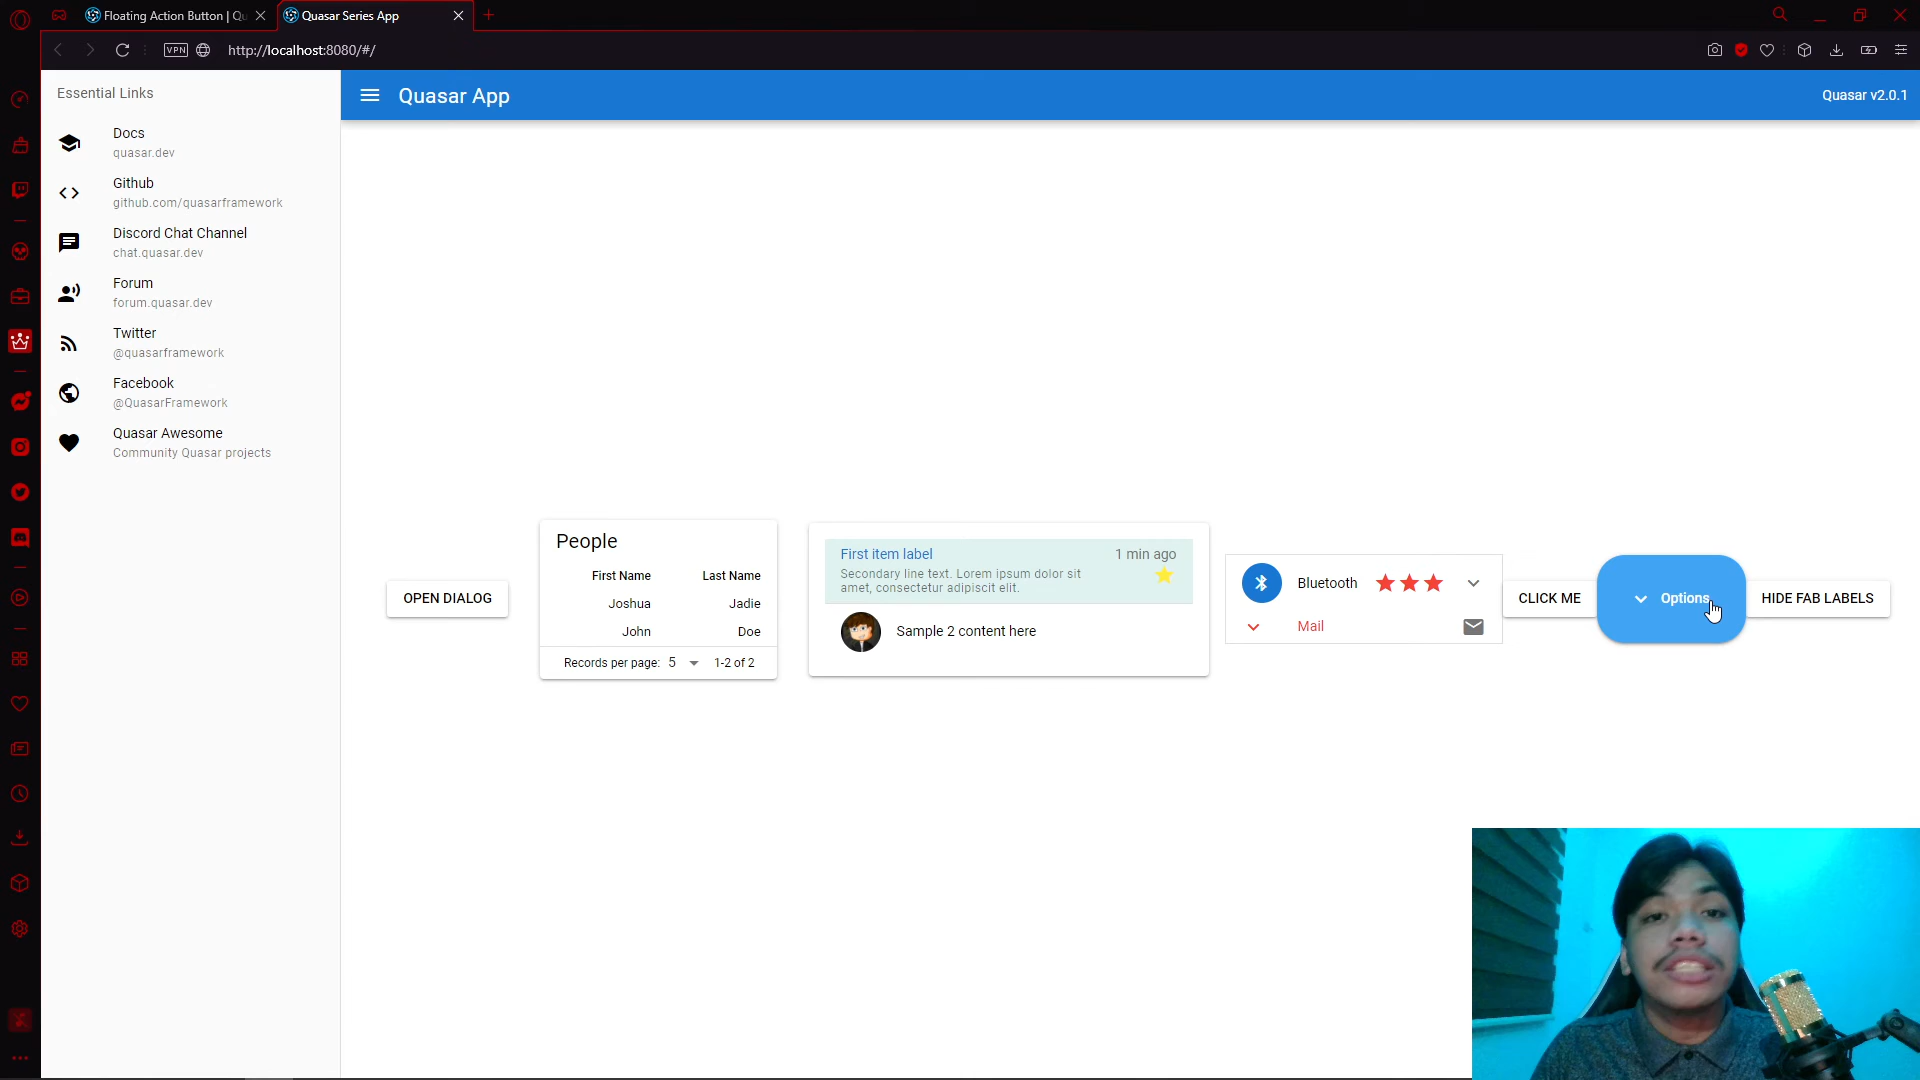 Floating Action Button | Qu
Quasar Series App
VPN
http://localhost:8080/#/
Essential Links
Docs
quasar.dev
Github
github.com/quasarframework
Discord Chat Channel
chat.quasar.dev
Forum
forum.quasar.dev
Twitter
@quasarframework
Facebook
@QuasarFramework
Quasar Awesome
Community Quasar projects
Quasar App
Quasar v2.0.1
OPEN DIALOG
People
First Name Last Name
Joshua Jadie
John Doe
Records per page: 5 1-2 of 2
First item label
1 min ago
Secondary line text. Lorem ipsum dolor sit
amet, consectetur adipiscit elit.
Sample 2 content here
Bluetooth
Mail
CLICK ME
Options
HIDE FAB LABELS